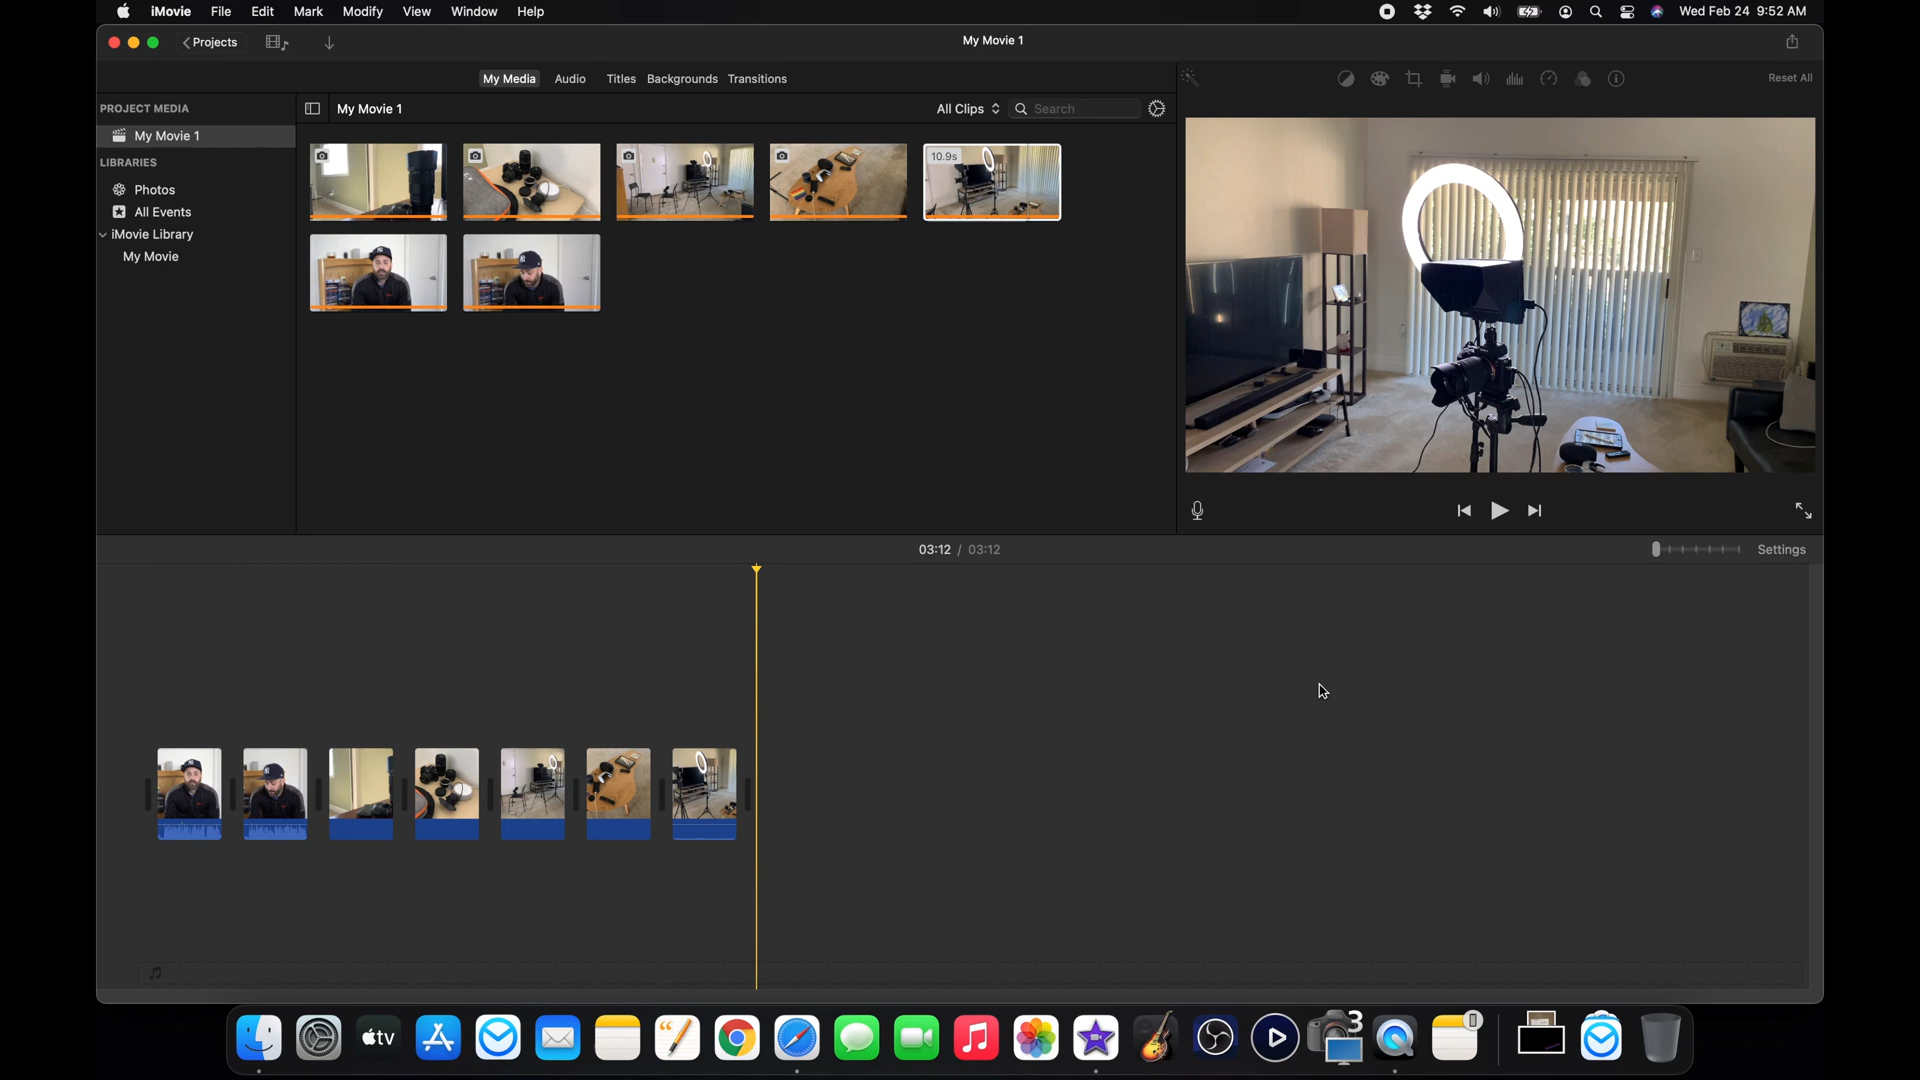 iMovie File Edit Mark Modify View Window Help Wed Feb 24 9:52 AM
Projects My Movie 1
My Media Audio Titles Backgrounds Transitions Reset All
PROJECT MEDIA
My Movie 1 All Clips Search
My Movie 1
LIBRARIES
10.9s
Photos
All Events
iMovie Library
My Movie
03:12 / 03:12 Settings
tv
3